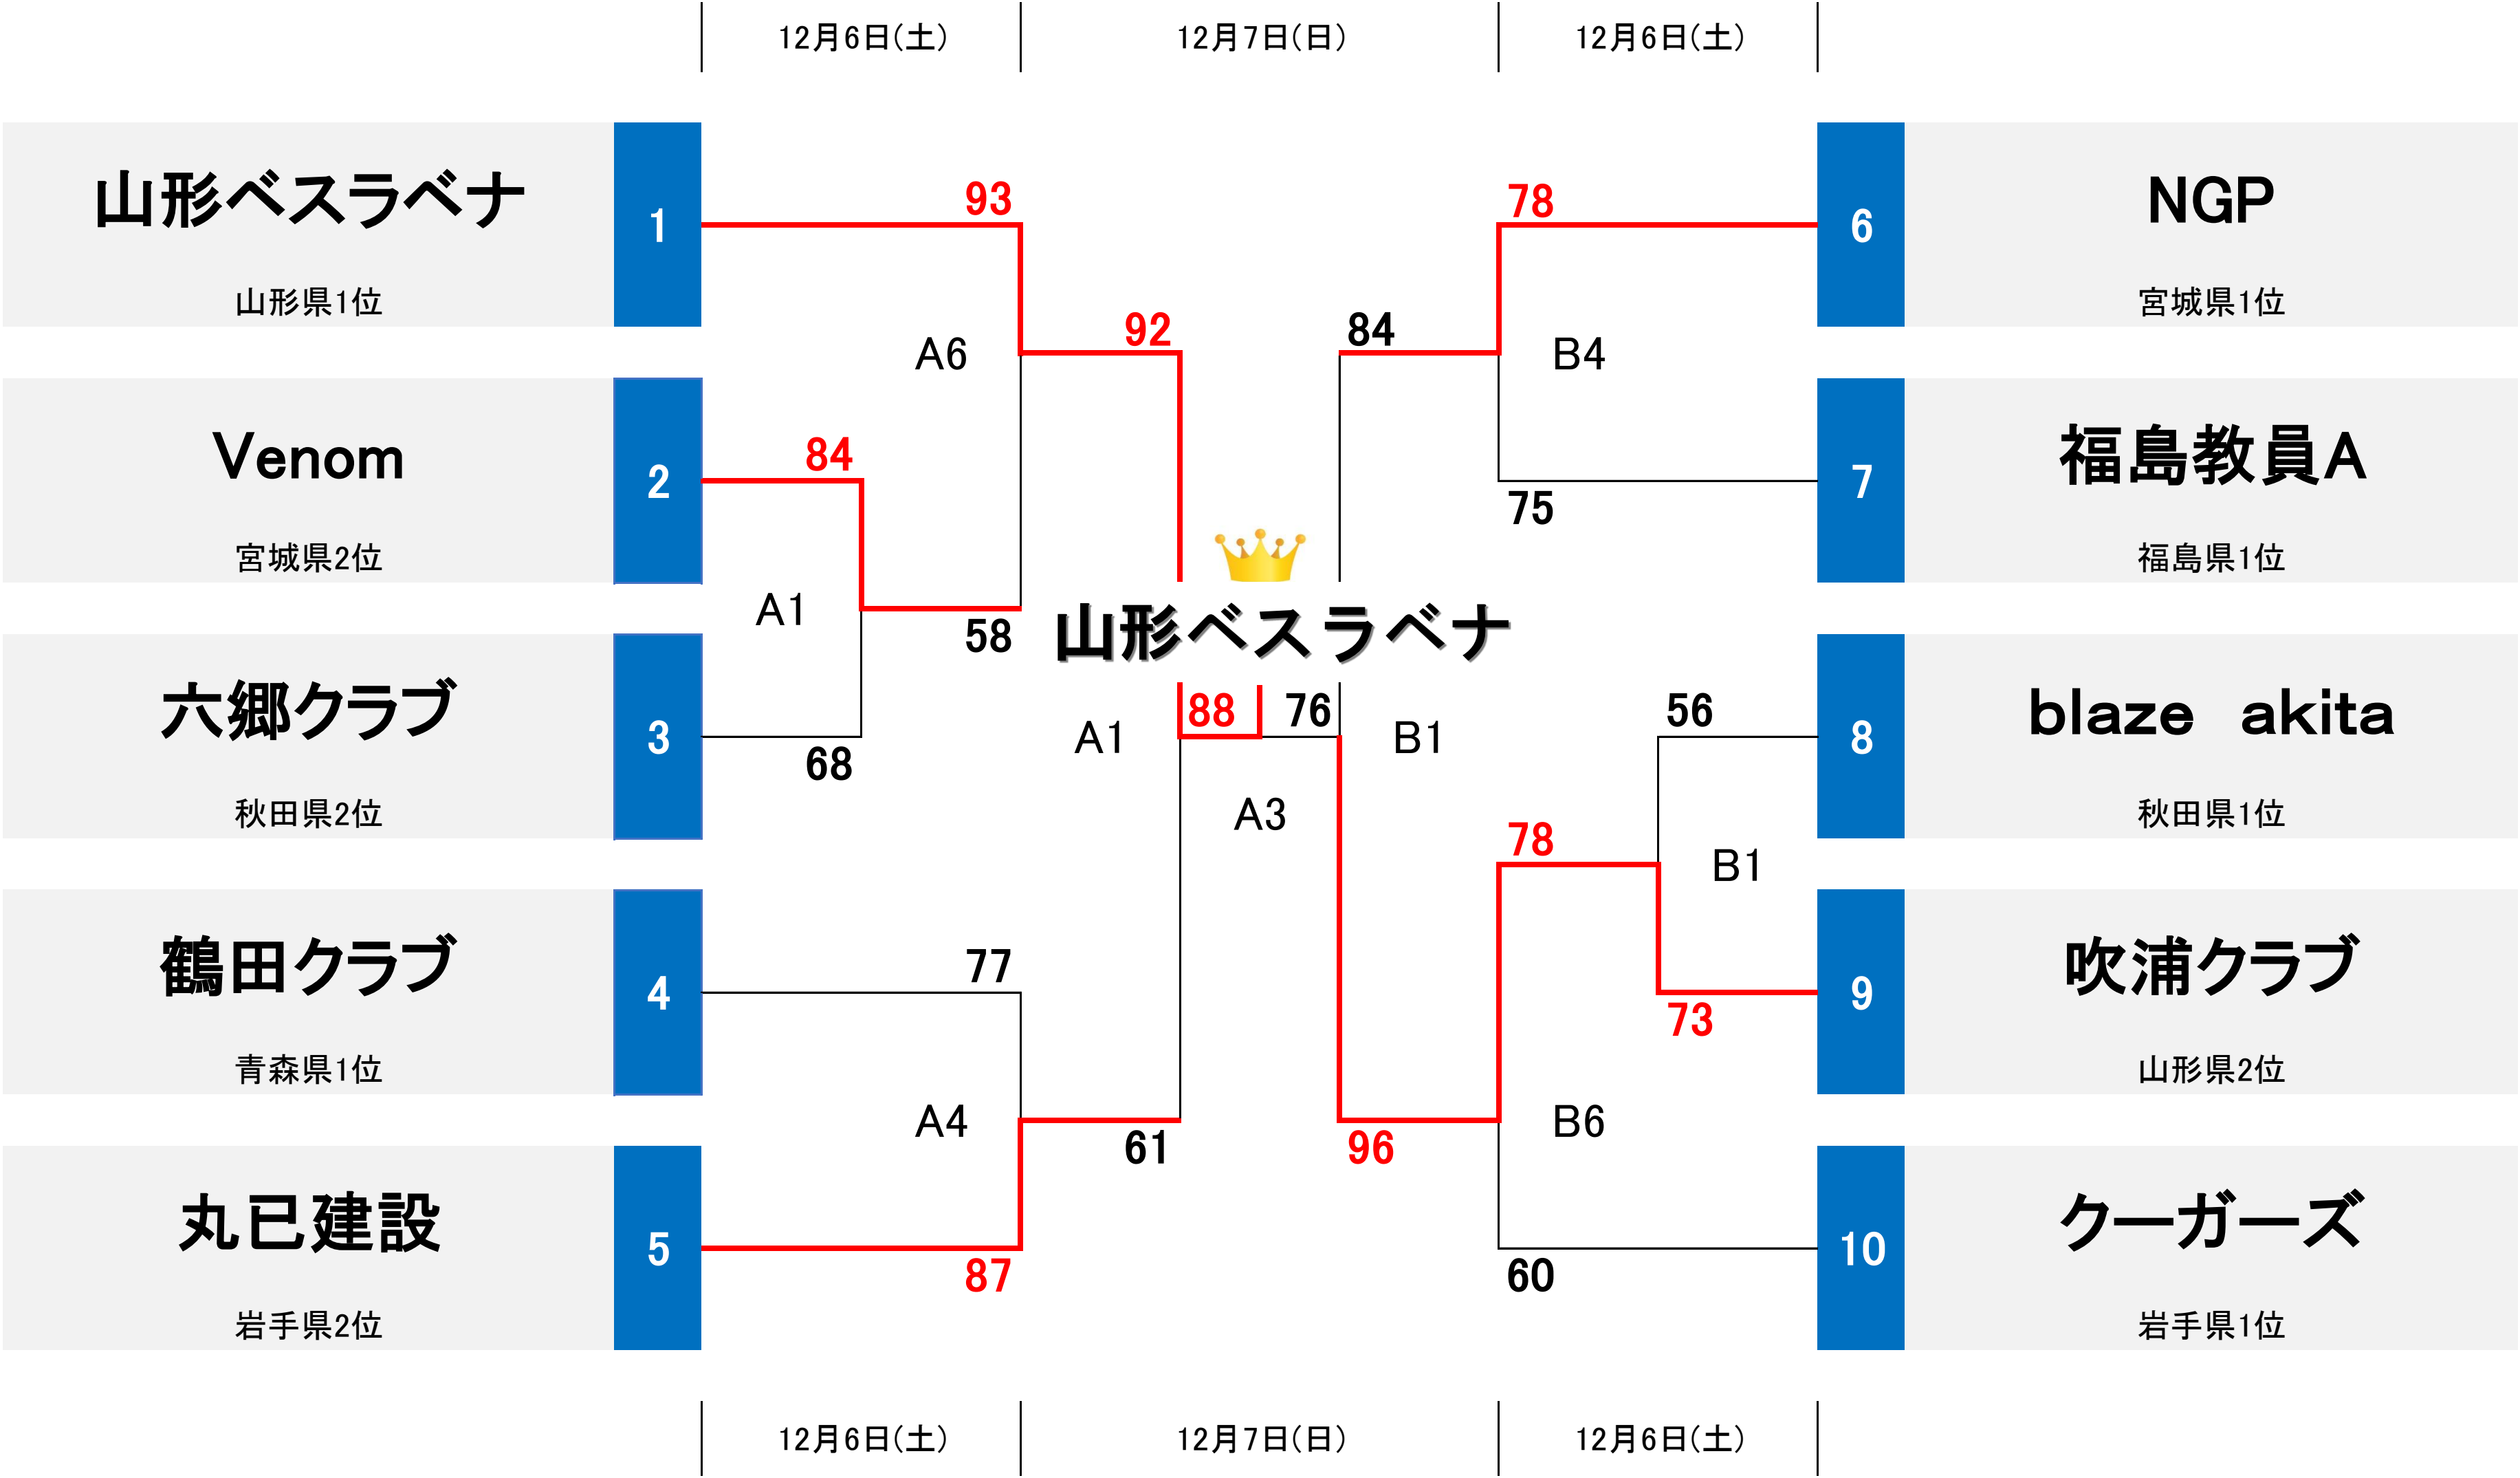 12月6日(土)
12月7日(日)
12月6日(土)
山形ベスラベナ
山形県1位
1
93
78
6
NGP
宮城県1位
92
A6
84
B4
Venom
宮城県2位
2
84
75
7
福島教員A
福島県1位
A1
58
山形ベスラベナ
六郷クラブ
秋田県2位
3
68
A1
88
76
B1
A3
56
8
blaze akita
秋田県1位
78
B1
鶴田クラブ
青森県1位
4
77
73
9
吹浦クラブ
山形県2位
A4
61
96
B6
丸已建設
岩手県2位
5
87
60
10
クーガーズ
岩手県1位
12月6日(土)
12月7日(日)
12月6日(土)